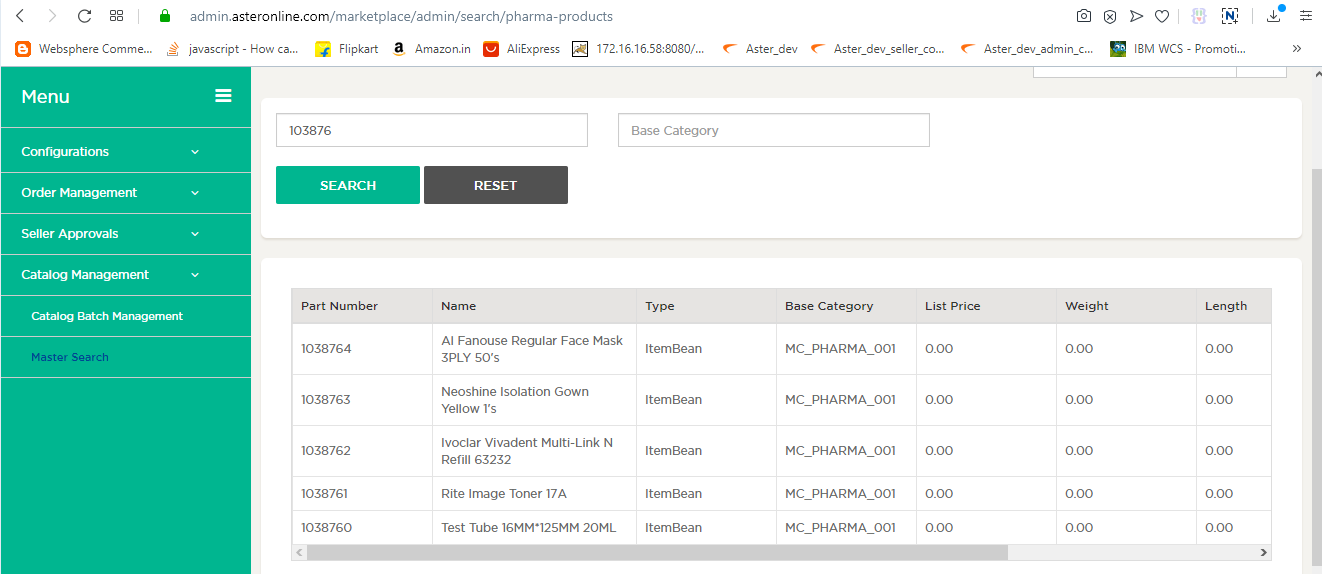 admin.asteronline.com/marketplace/admin/search/pharma-products
Websphere Comme... javascript - How ca... Flipkart Amazon.in AliExpress 172.16.16.58:8080/... Aster_dev Aster_dev_seller_co... Aster_dev_admin_c... IBM WCS - Promoti... »
Menu
Configurations
Order Management
Seller Approvals
Catalog Management
Catalog Batch Management
Master Search
103876 Base Category
SEARCH RESET
Part Number Name Type Base Category List Price Weight Length
1038764 Al Fanouse Regular Face Mask 3PLY 50's ItemBean MC_PHARMA_001 0.00 0.00 0.00
1038763 Neoshine Isolation Gown Yellow 1's ItemBean MC_PHARMA_001 0.00 0.00 0.00
1038762 Ivoclar Vivadent Multi-Link N Refill 63232 ItemBean MC_PHARMA_001 0.00 0.00 0.00
1038761 Rite Image Toner 17A ItemBean MC_PHARMA_001 0.00 0.00 0.00
1038760 Test Tube 16MM*125MM 20ML ItemBean MC_PHARMA_001 0.00 0.00 0.00